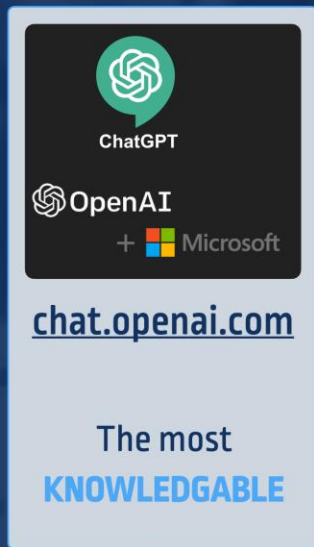 ChatGPT
OpenAI
+ Microsoft
chat.openai.com
The most
KNOWLEDGABLE